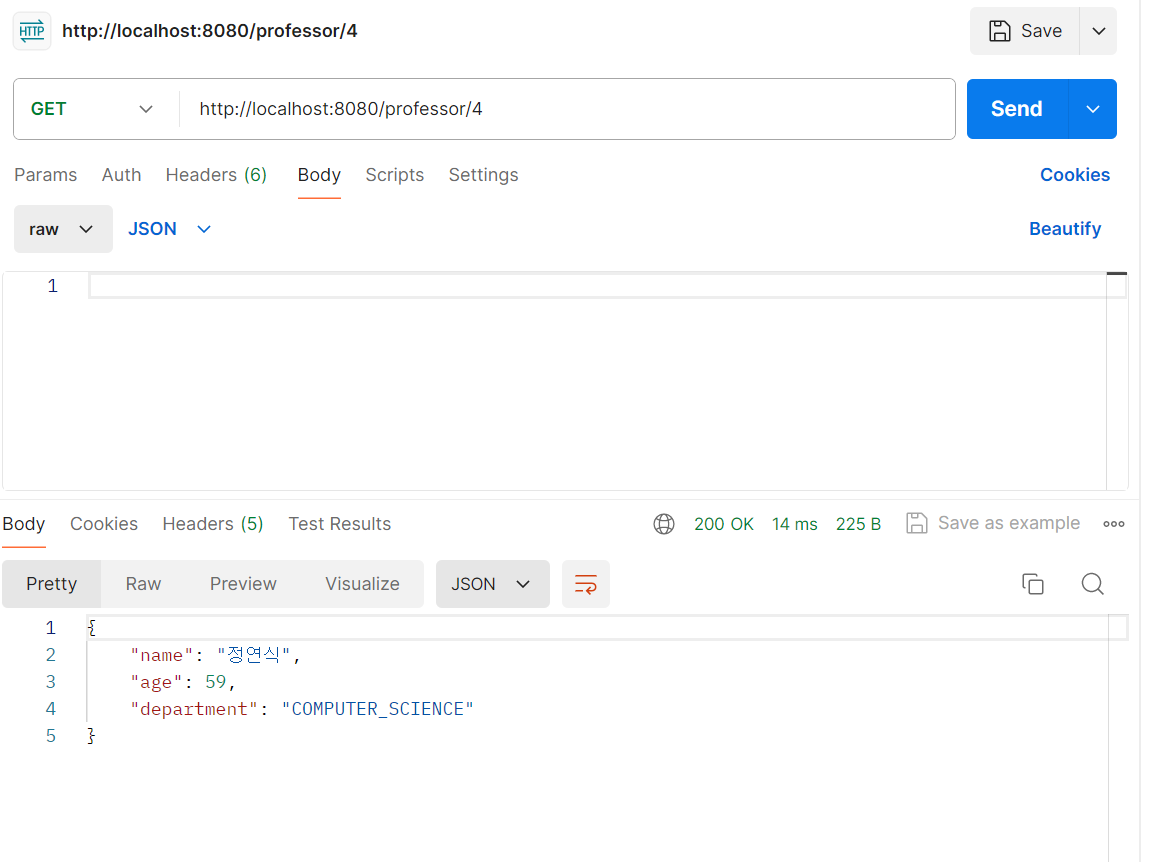 HTTP http://localhost:8080/professor/4 Save
GET http://localhost:8080/professor/4 Send
Params Auth Headers (6) Body Scripts Settings Cookies
raw JSON Beautify
1
Body Cookies Headers (5) Test Results 200 OK 14 ms 225 B Save as example
Pretty Raw Preview Visualize JSON
1 {
2 "name": "정연식",
3 "age": 59,
4 "department": "COMPUTER_SCIENCE"
5 }